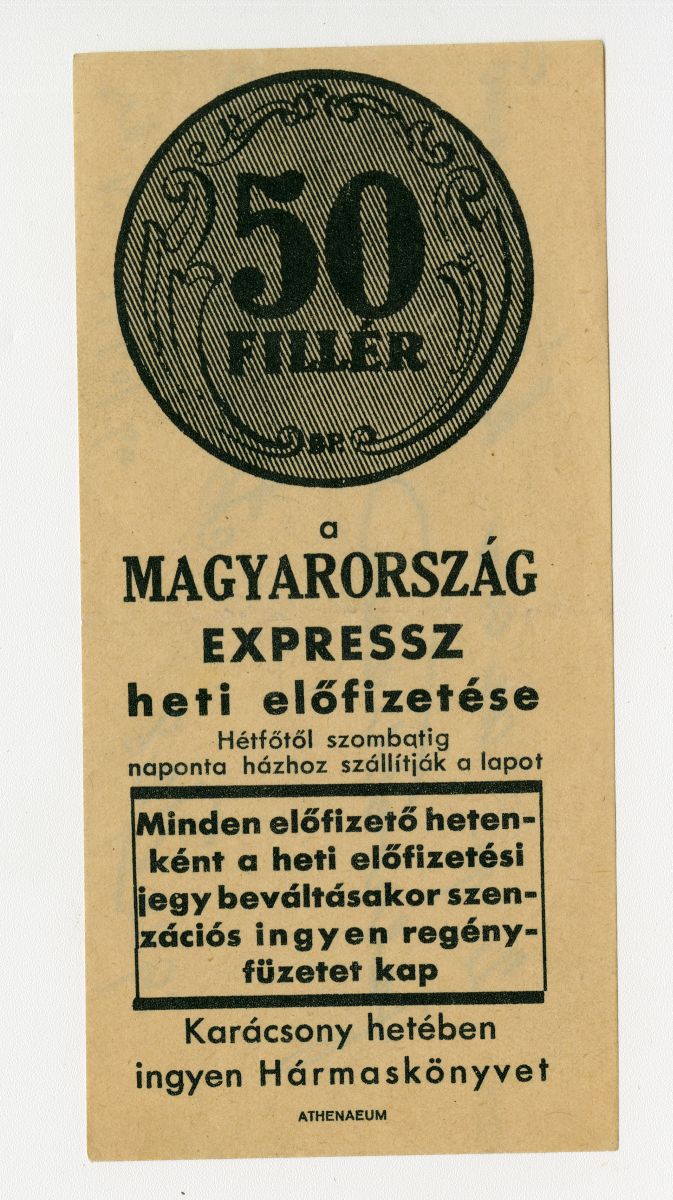 50
FILLÉR
BP.
a
MAGYARORSZÁG
EXPRESSZ
heti előfizetése
Hétfőtől szombatig
naponta házhoz szállítják a lapot
Minden előfizető heten-
ként a heti előfizetési
jegy beváltásakor szen-
zációs ingyen regény-
füzetet kap
Karácsony hetében
ingyen Hármaskönyvet
ATHENAEUM